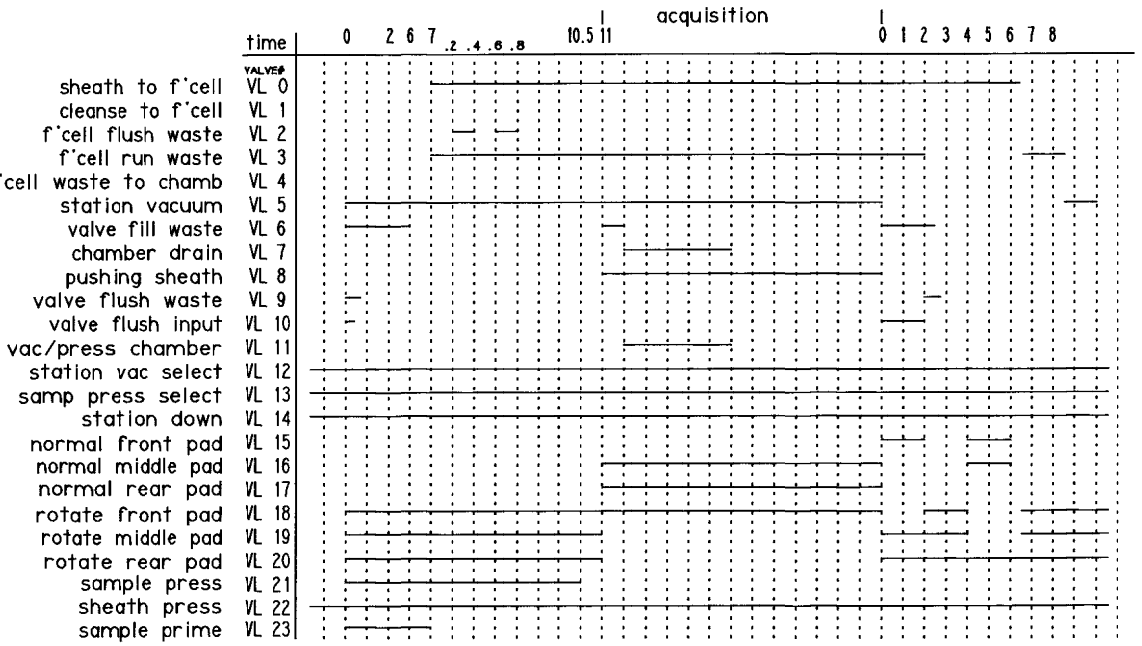 acquisition
time 0 2 6 7 .2 .4 .6 .8 10.5 11 0 1 2 3 4 5 6 7 8
VALVE#
sheath to f'cell VL 0
cleanse to f'cell VL 1
f'cell flush waste VL 2
f'cell run waste VL 3
'cell waste to chamb VL 4
station vacuum VL 5
valve fill waste VL 6
chamber drain VL 7
pushing sheath VL 8
valve flush waste VL 9
valve flush input VL 10
vac/press chamber VL 11
station vac select VL 12
samp press select VL 13
station down VL 14
normal front pad VL 15
normal middle pad VL 16
normal rear pad VL 17
rotate front pad VL 18
rotate middle pad VL 19
rotate rear pad VL 20
sample press VL 21
sheath press VL 22
sample prime VL 23